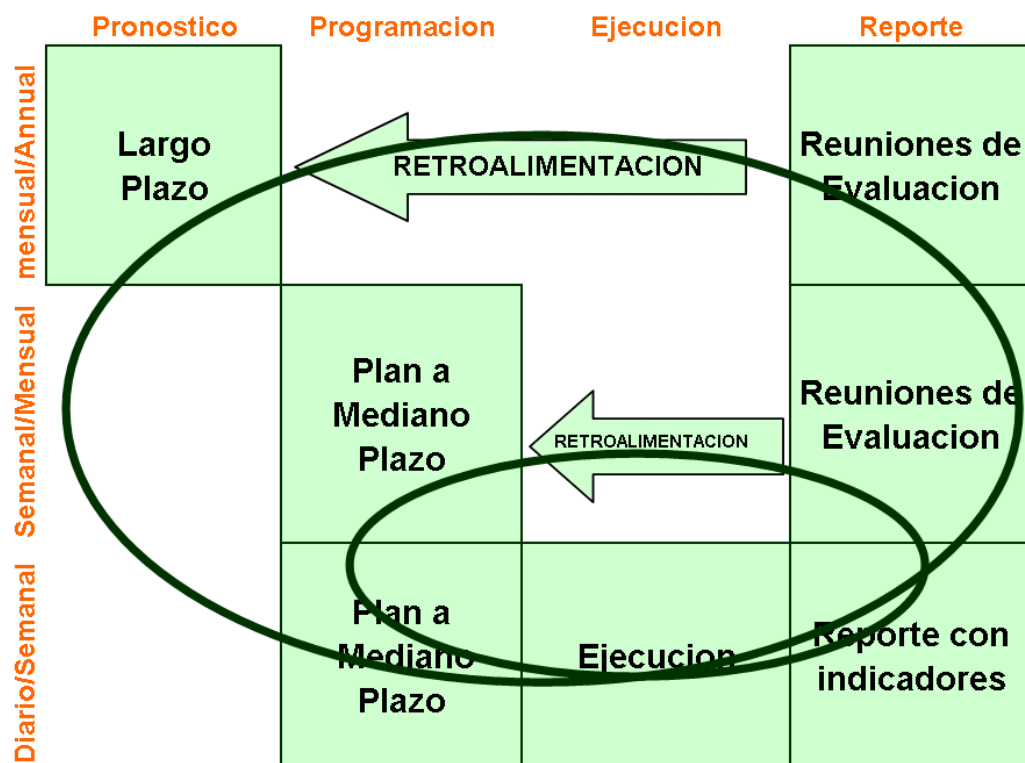 Pronostico Programacion Ejecucion Reporte
mensual/Annual
Largo
Plazo
RETROALIMENTACION
Reuniones de
Evaluacion
Semanal/Mensual
Plan a
Mediano
Plazo
RETROALIMENTACION
Reuniones de
Evaluacion
Diario/Semanal
Plan a
Mediano
Plazo
Ejecucion
Reporte con
indicadores